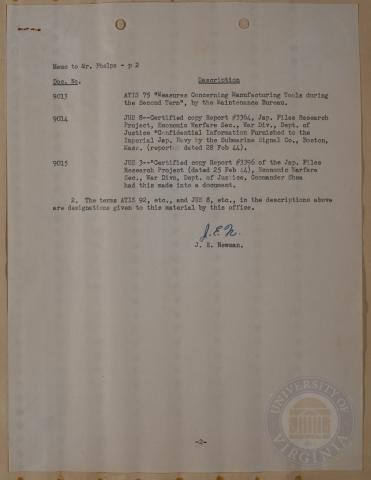 Memo to Mr. Phelps - p 2
Doc. No. Description
9013 ATIS 75 "Measures Concerning Manufacturing Tools during
the Second Term", by the Maintenance Bureau.
9014 JHS 8--Certified copy Report #3364, Jap. Files Research
Project, Economic Warfare Sec., War Div., Dept. of
Justice "Confidential Information Furnished to the
Imperial Jap. Navy by the Submarine Signal Co., Boston,
Mass. (report dated 28 Feb 44).
9015 JHS 3--"Certified copy Report #3396 of the Jap. Files
Research Project (dated 25 Feb 44), Economic Warfare
Sec., War Divn, Dept. of Justice. Commander Shea
had this made into a document.
2. The terms ATIS 92, etc., and JHS 8, etc., in the descriptions above
are designations given to this material by this office.
J.E.N.
J. E. Newman.
-2-
UNIVERSITY OF VIRGINIA